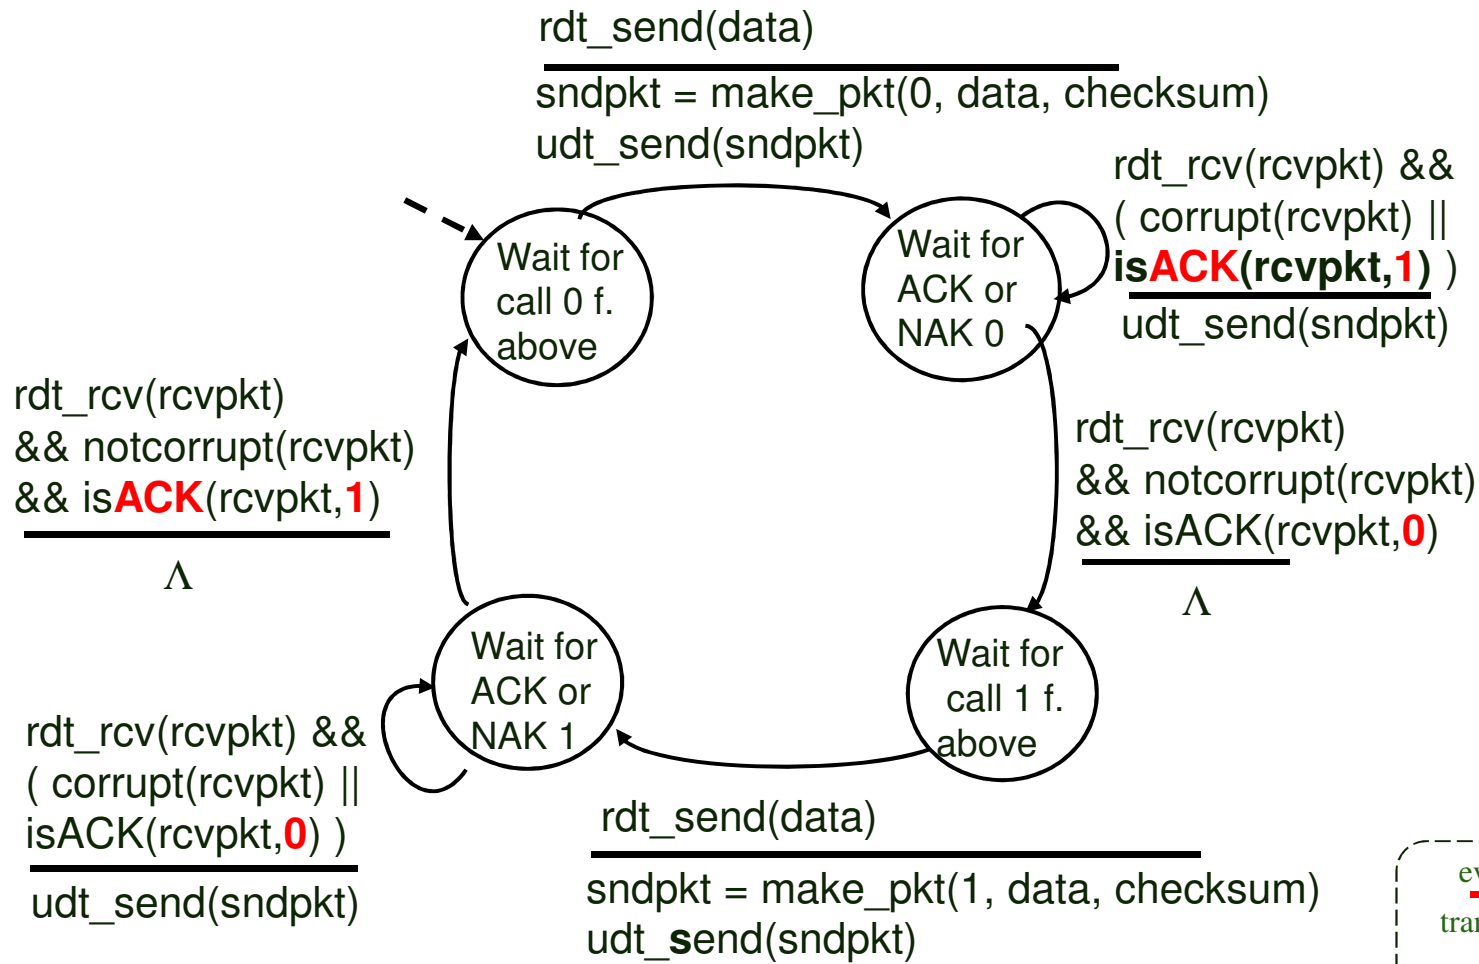 rdt_send(data)
sndpkt = make_pkt(0, data, checksum)
udt_send(sndpkt)
Wait for
call 0 f.
above
Wait for
ACK or
NAK 0
rdt_rcv(rcvpkt) &&
( corrupt(rcvpkt) ||
isACK(rcvpkt,1) )
udt_send(sndpkt)
rdt_rcv(rcvpkt)
&& notcorrupt(rcvpkt)
&& isACK(rcvpkt,1)
Λ
rdt_rcv(rcvpkt)
&& notcorrupt(rcvpkt)
&& isACK(rcvpkt,0)
Λ
Wait for
ACK or
NAK 1
Wait for
call 1 f.
above
rdt_rcv(rcvpkt) &&
( corrupt(rcvpkt) ||
isACK(rcvpkt,0) )
udt_send(sndpkt)
rdt_send(data)
sndpkt = make_pkt(1, data, checksum)
udt_send(sndpkt)